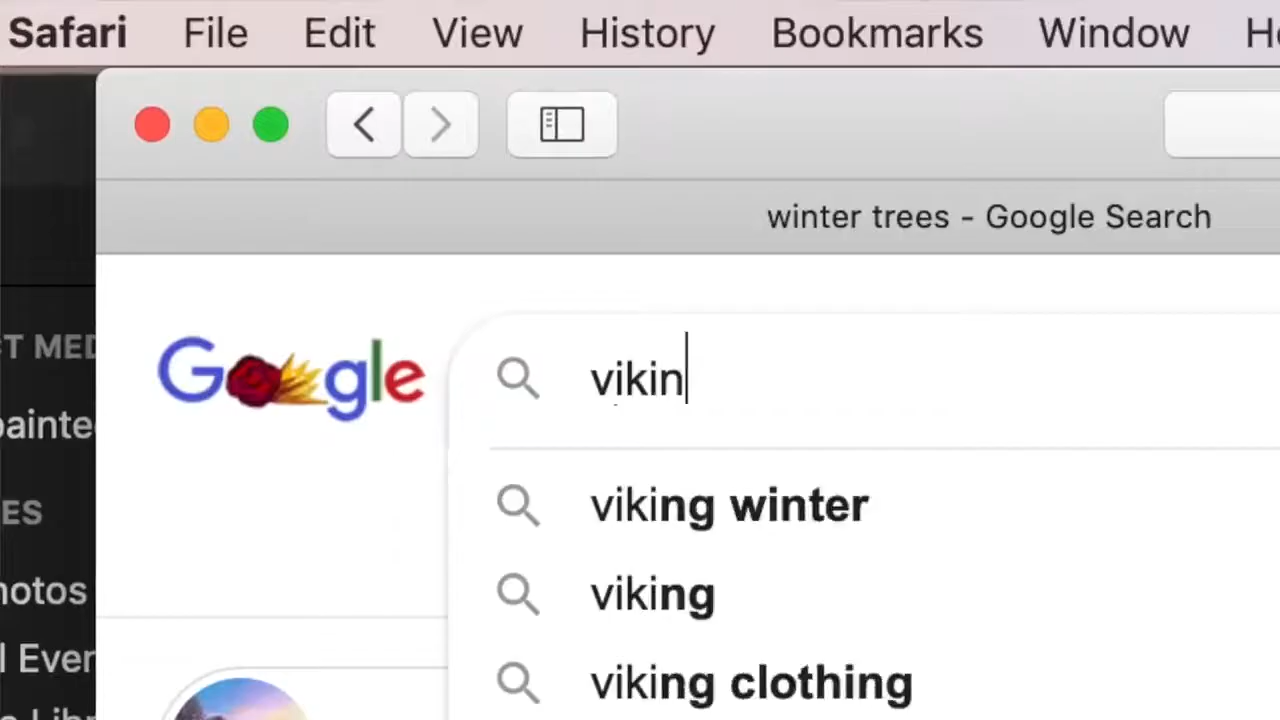 Safari File Edit View History Bookmarks Window
winter trees - Google Search
Google
vikin
viking winter
viking
viking clothing